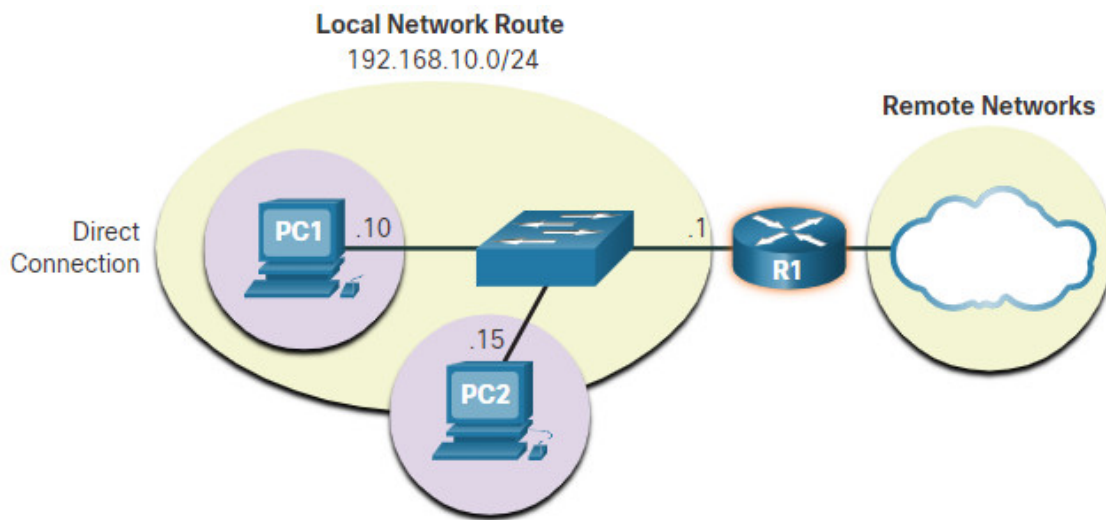 Local Network Route
192.168.10.0/24
Remote Networks
Direct
Connection
PC1
.10
.1
R1
.15
PC2